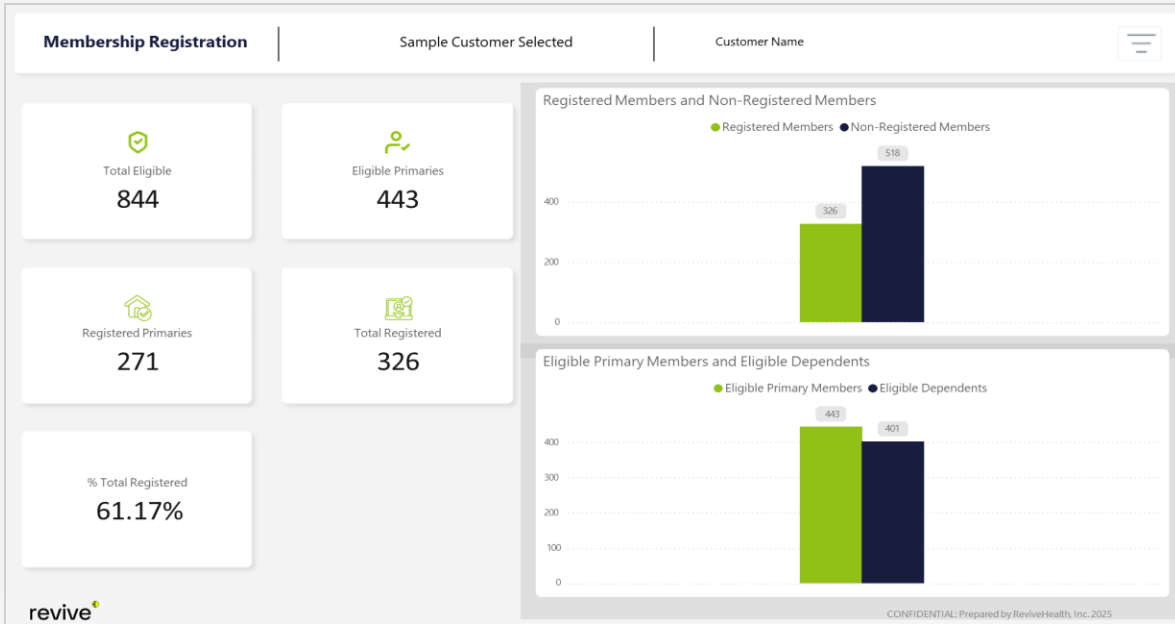 Membership Registration
Sample Customer Selected
Customer Name
Total Eligible
844
Eligible Primaries
443
Registered Primaries
271
Total Registered
326
% Total Registered
61.17%
revive
Registered Members and Non-Registered Members
Registered Members Non-Registered Members
518
400
326
200
0
Eligible Primary Members and Eligible Dependents
Eligible Primary Members Eligible Dependents
443
401
400
300
200
100
0
CONFIDENTIAL: Prepared by ReviveHealth, Inc. 2025